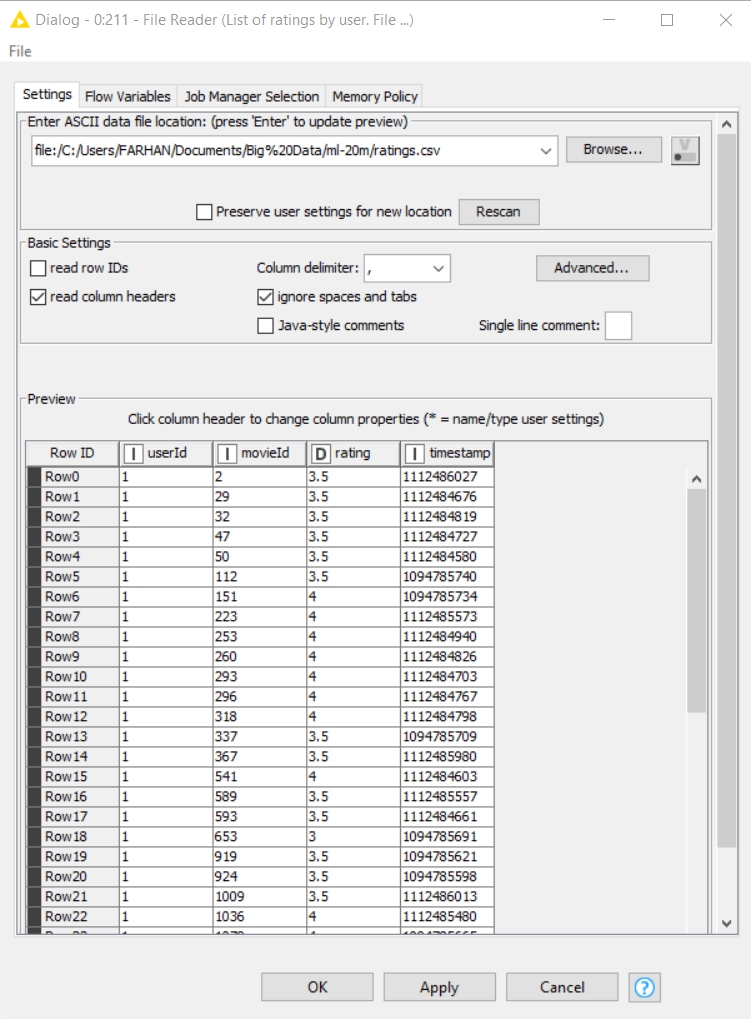 Dialog - 0:211 - File Reader (List of ratings by user. File ...)
File
Settings Flow Variables Job Manager Selection Memory Policy
Enter ASCII data file location: (press 'Enter' to update preview)
file:/C:/Users/FARHAN/Documents/Big%20Data/ml-20m/ratings.csv Browse... V
Preserve user settings for new location Rescan
Basic Settings
read row IDs Column delimiter: , Advanced...
read column headers ignore spaces and tabs
Java-style comments Single line comment:
Preview
Click column header to change column properties (* = name/type user settings)
Row ID I userId I movieId D rating I timestamp
Row0 1 2 3.5 1112486027
Row1 1 29 3.5 1112484676
Row2 1 32 3.5 1112484819
Row3 1 47 3.5 1112484727
Row4 1 50 3.5 1112484580
Row5 1 112 3.5 1094785740
Row6 1 151 4 1094785734
Row7 1 223 4 1112485573
Row8 1 253 4 1112484940
Row9 1 260 4 1112484826
Row10 1 293 4 1112484703
Row11 1 296 4 1112484767
Row12 1 318 4 1112484798
Row13 1 337 3.5 1094785709
Row14 1 367 3.5 1112485980
Row15 1 541 4 1112484603
Row16 1 589 3.5 1112485557
Row17 1 593 3.5 1112484661
Row18 1 653 3 1094785691
Row19 1 919 3.5 1094785621
Row20 1 924 3.5 1094785598
Row21 1 1009 3.5 1112486013
Row22 1 1036 4 1112485480
OK Apply Cancel ?